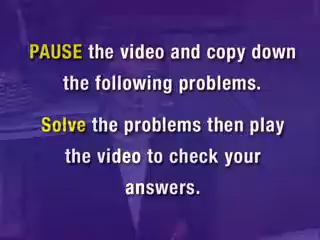 PAUSE the video and copy down
the following problems.
Solve the problems then play
the video to check your
answers.